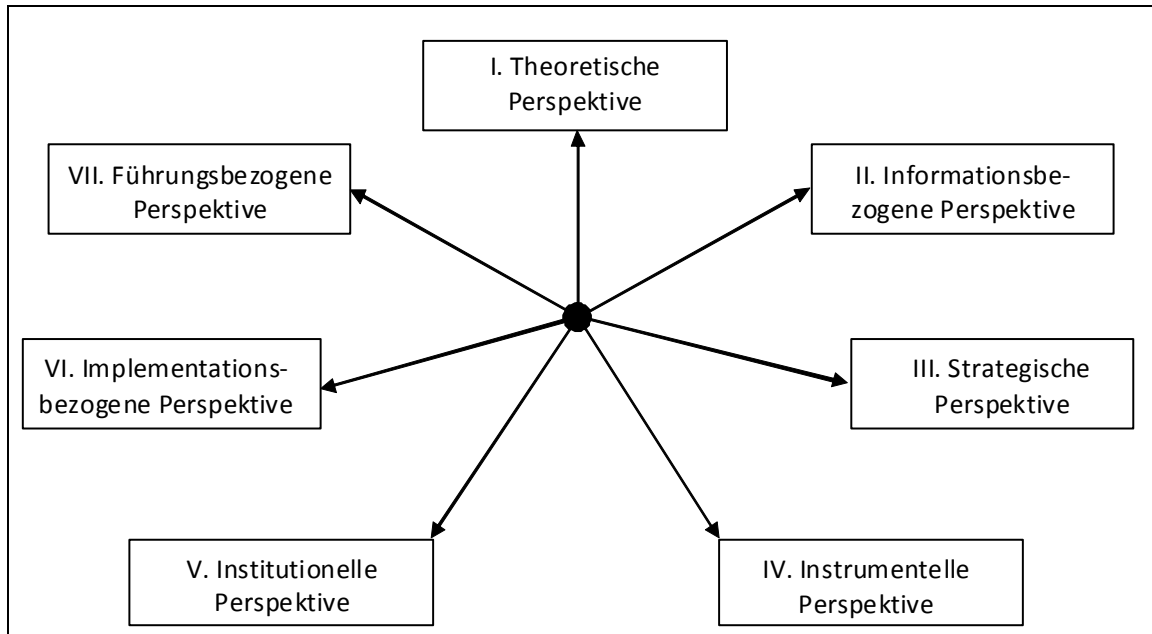 I. Theoretische
Perspektive
II. Informationsbe-
zogene Perspektive
III. Strategische
Perspektive
IV. Instrumentelle
Perspektive
V. Institutionelle
Perspektive
VI. Implementations-
bezogene Perspektive
VII. Führungsbezogene
Perspektive